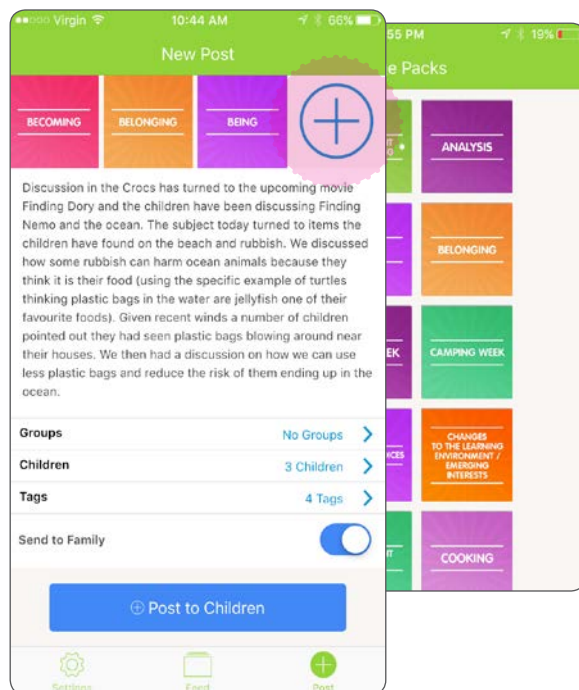 Virgin 10:44 AM 66%
New Post
BECOMING BELONGING BEING
Discussion in the Crocs has turned to the upcoming movie
Finding Dory and the children have been discussing Finding
Nemo and the ocean. The subject today turned to items the
children have found on the beach and rubbish. We discussed
how some rubbish can harm ocean animals because they
think it is their food (using the specific example of turtles
thinking plastic bags in the water are jellyfish one of their
favourite foods). Given recent winds a number of children
pointed out they had seen plastic bags blowing around near
their houses. We then had a discussion on how we can use
less plastic bags and reduce the risk of them ending up in the
ocean.
Groups No Groups
Children 3 Children
Tags 4 Tags
Send to Family
Post to Children
Settings Feed Post
55 PM 19%
e Packs
ANALYSIS
BELONGING
EK CAMPING WEEK
ICES CHANGES
TO THE LEARNING
ENVIRONMENT /
EMERGING
INTERESTS
COOKING